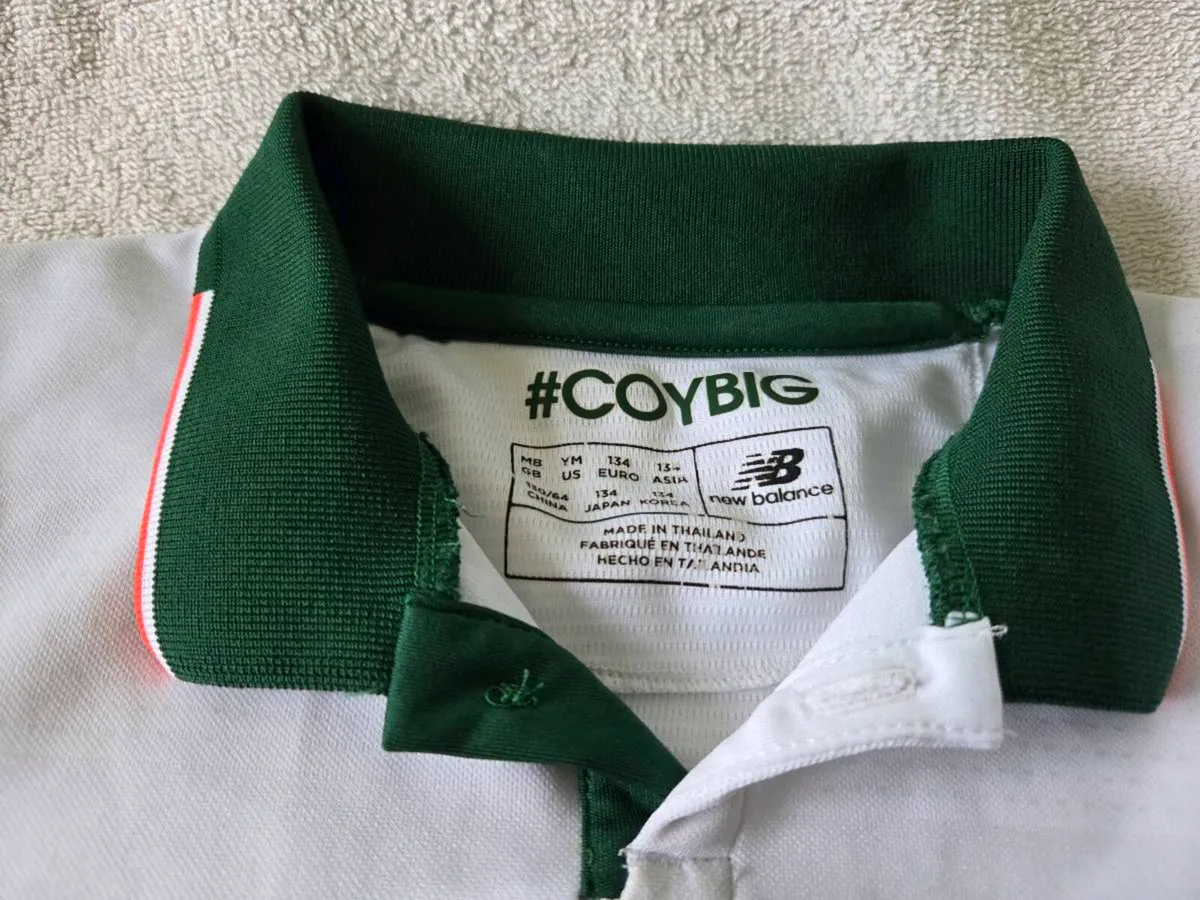 #COYBIG
MB YM 134 134
GB US EURO ASIA
130/64 134 134
CHINA JAPAN KOREA
NB
new balance
MADE IN THAILAND
FABRIQUÉ EN THAÏLANDE
HECHO EN TAILANDIA